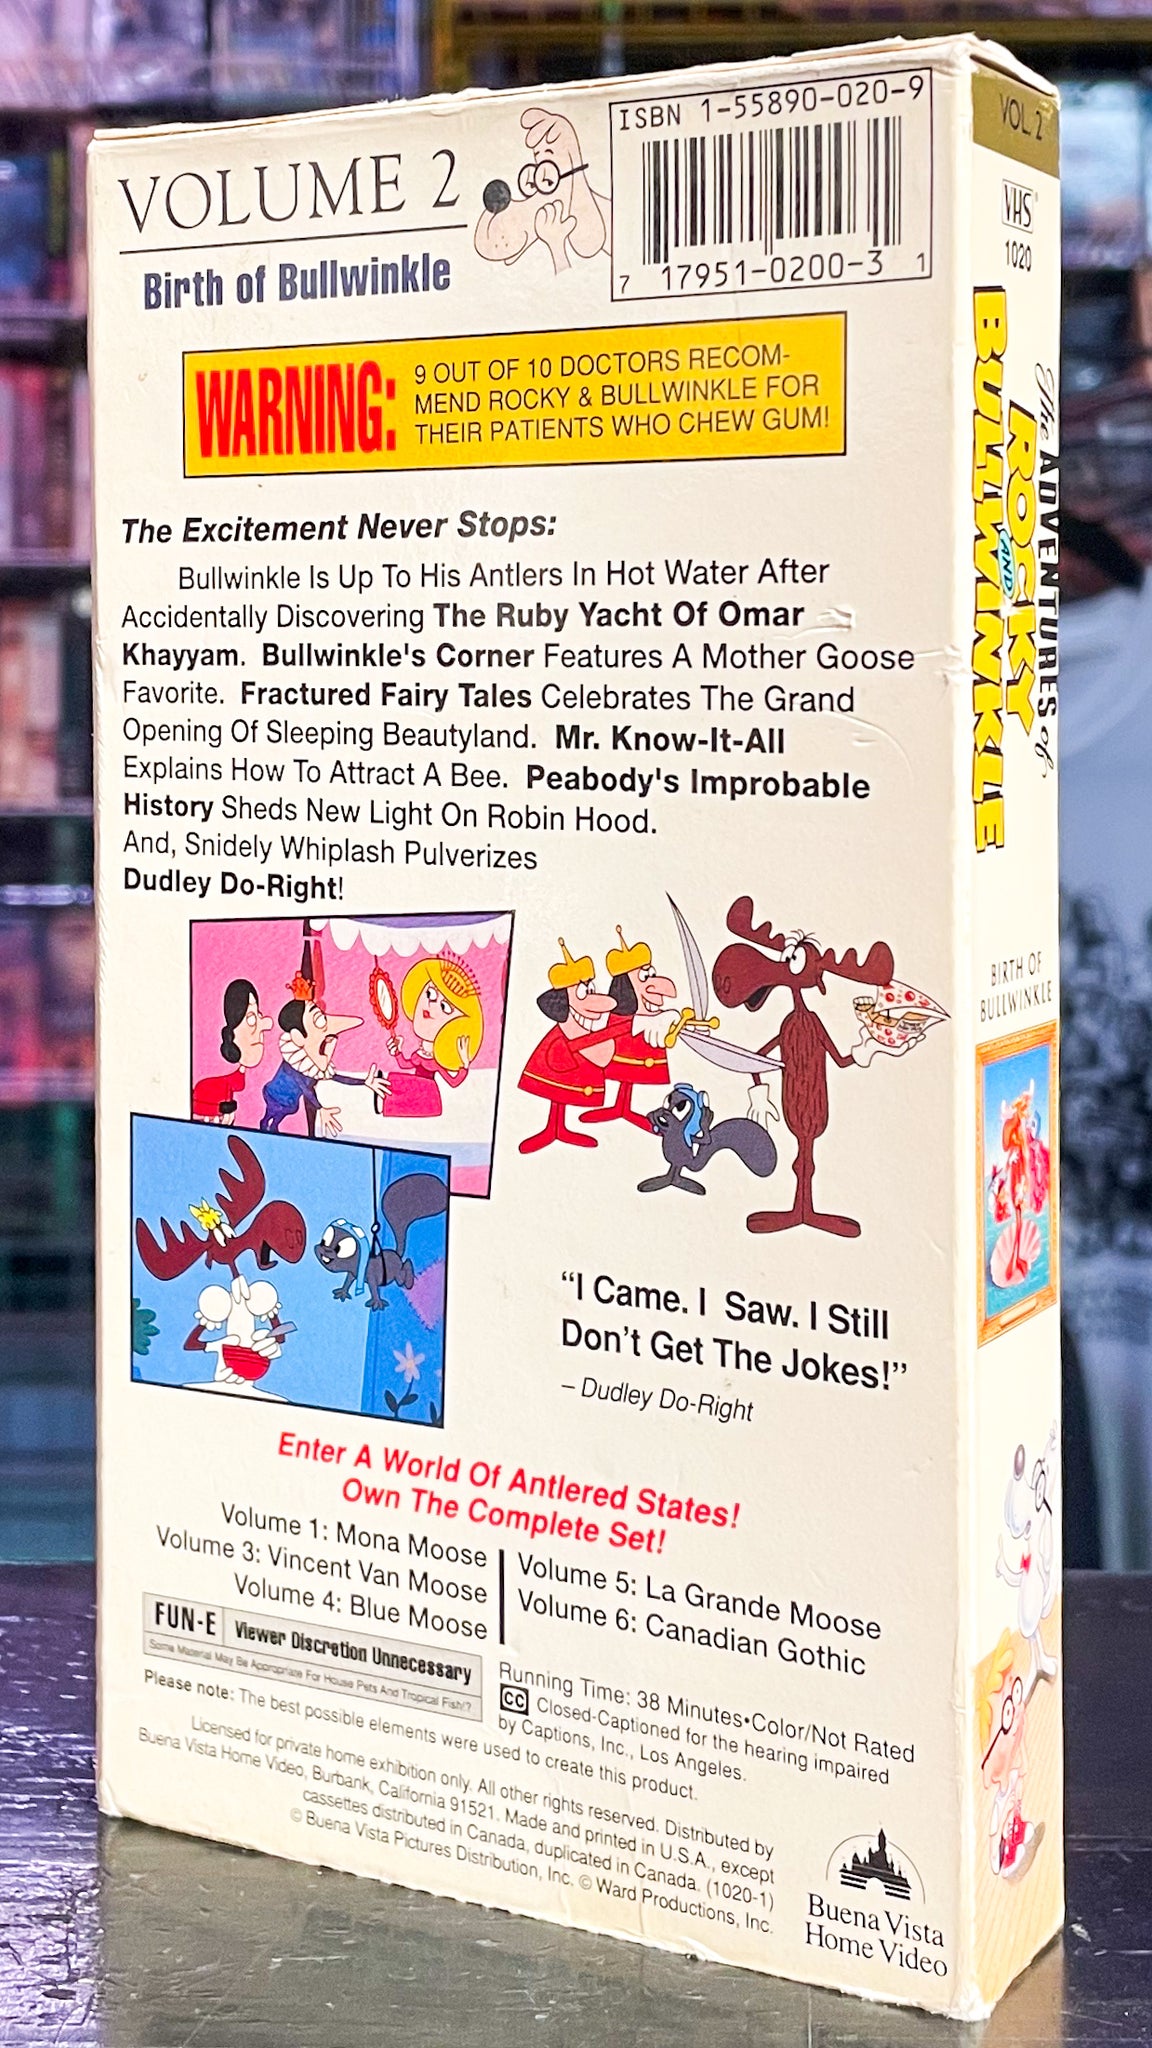 VOLUME 2
Birth of Bullwinkle
ISBN 1-55890-020-9
7 17951-0200-3 1
WARNING:
9 OUT OF 10 DOCTORS RECOM-
MEND ROCKY & BULLWINKLE FOR
THEIR PATIENTS WHO CHEW GUM!
The Excitement Never Stops:
Bullwinkle Is Up To His Antlers In Hot Water After
Accidentally Discovering The Ruby Yacht Of Omar
Khayyam. Bullwinkle's Corner Features A Mother Goose
Favorite. Fractured Fairy Tales Celebrates The Grand
Opening Of Sleeping Beautyland. Mr. Know-It-All
Explains How To Attract A Bee. Peabody's Improbable
History Sheds New Light On Robin Hood.
And, Snidely Whiplash Pulverizes
Dudley Do-Right!
“I Came. I Saw. I Still
Don't Get The Jokes!”
– Dudley Do-Right
Enter A World Of Antlered States!
Own The Complete Set!
Volume 1: Mona Moose
Volume 3: Vincent Van Moose
Volume 4: Blue Moose
Volume 5: La Grande Moose
Volume 6: Canadian Gothic
FUN-E
Viewer Discretion Unnecessary
Some Material May Be Appropriate For House Pets And Tropical Fish!?
Running Time: 38 Minutes•Color/Not Rated
CC Closed-Captioned for the hearing impaired
by Captions, Inc., Los Angeles.
Please note: The best possible elements were used to create this product.
Licensed for private home exhibition only. All other rights reserved. Distributed by
Buena Vista Home Video, Burbank, California 91521. Made and printed in U.S.A., except
cassettes distributed in Canada, duplicated in Canada. (1020-1)
© Buena Vista Pictures Distribution, Inc. © Ward Productions, Inc.
Buena Vista
Home Video
VOL. 2
VHS
1020
The ADVENTURES of
ROCKY
AND
BULLWINKLE
BIRTH OF
BULLWINKLE